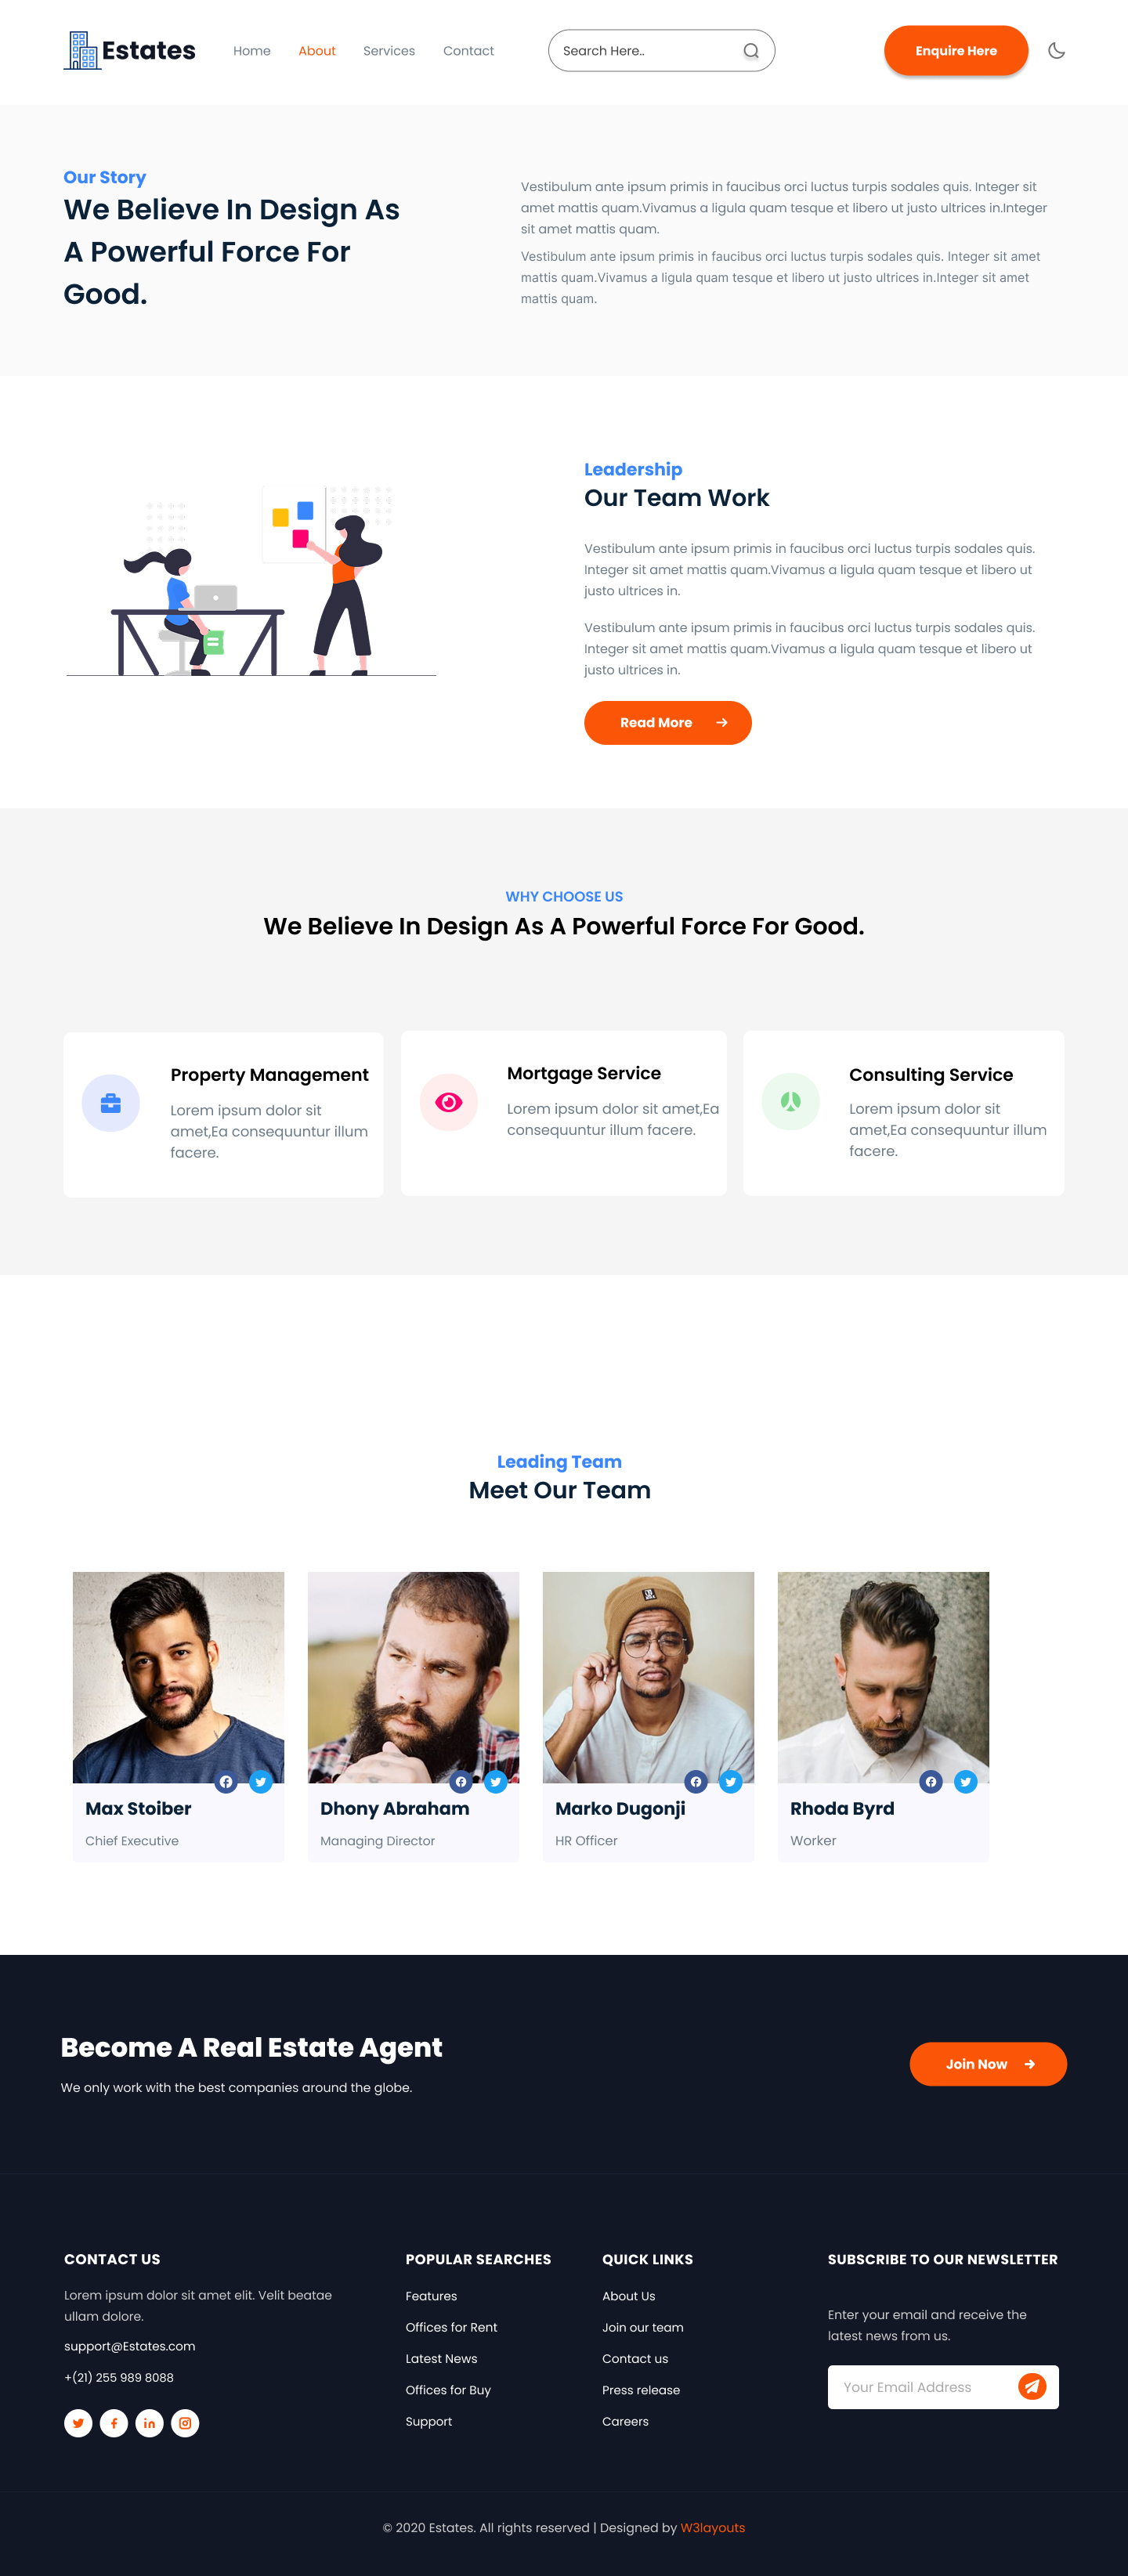 Estates
Home
About
Services
Contact
Search Here..
Enquire Here
Our Story
We Believe In Design As
A Powerful Force For
Good.
Vestibulum ante ipsum primis in faucibus orci luctus turpis sodales quis. Integer sit
amet mattis quam.Vivamus a ligula quam tesque et libero ut justo ultrices in.Integer
sit amet mattis quam.
Vestibulum ante ipsum primis in faucibus orci luctus turpis sodales quis. Integer sit amet
mattis quam.Vivamus a ligula quam tesque et libero ut justo ultrices in.Integer sit amet
mattis quam.
Leadership
Our Team Work
Vestibulum ante ipsum primis in faucibus orci luctus turpis sodales quis.
Integer sit amet mattis quam.Vivamus a ligula quam tesque et libero ut
justo ultrices in.
Vestibulum ante ipsum primis in faucibus orci luctus turpis sodales quis.
Integer sit amet mattis quam.Vivamus a ligula quam tesque et libero ut
justo ultrices in.
Read More
WHY CHOOSE US
We Believe In Design As A Powerful Force For Good.
Property Management
Lorem ipsum dolor sit
amet,Ea consequuntur illum
facere.
Mortgage Service
Lorem ipsum dolor sit amet,Ea
consequuntur illum facere.
Consulting Service
Lorem ipsum dolor sit
amet,Ea consequuntur illum
facere.
Leading Team
Meet Our Team
Max Stoiber
Chief Executive
Dhony Abraham
Managing Director
Marko Dugonji
HR Officer
Rhoda Byrd
Worker
Become A Real Estate Agent
We only work with the best companies around the globe.
Join Now
CONTACT US
Lorem ipsum dolor sit amet elit. Velit beatae
ullam dolore.
support@Estates.com
+(21) 255 989 8088
POPULAR SEARCHES
Features
Offices for Rent
Latest News
Offices for Buy
Support
QUICK LINKS
About Us
Join our team
Contact us
Press release
Careers
SUBSCRIBE TO OUR NEWSLETTER
Enter your email and receive the
latest news from us.
Your Email Address
© 2020 Estates. All rights reserved | Designed by W3layouts